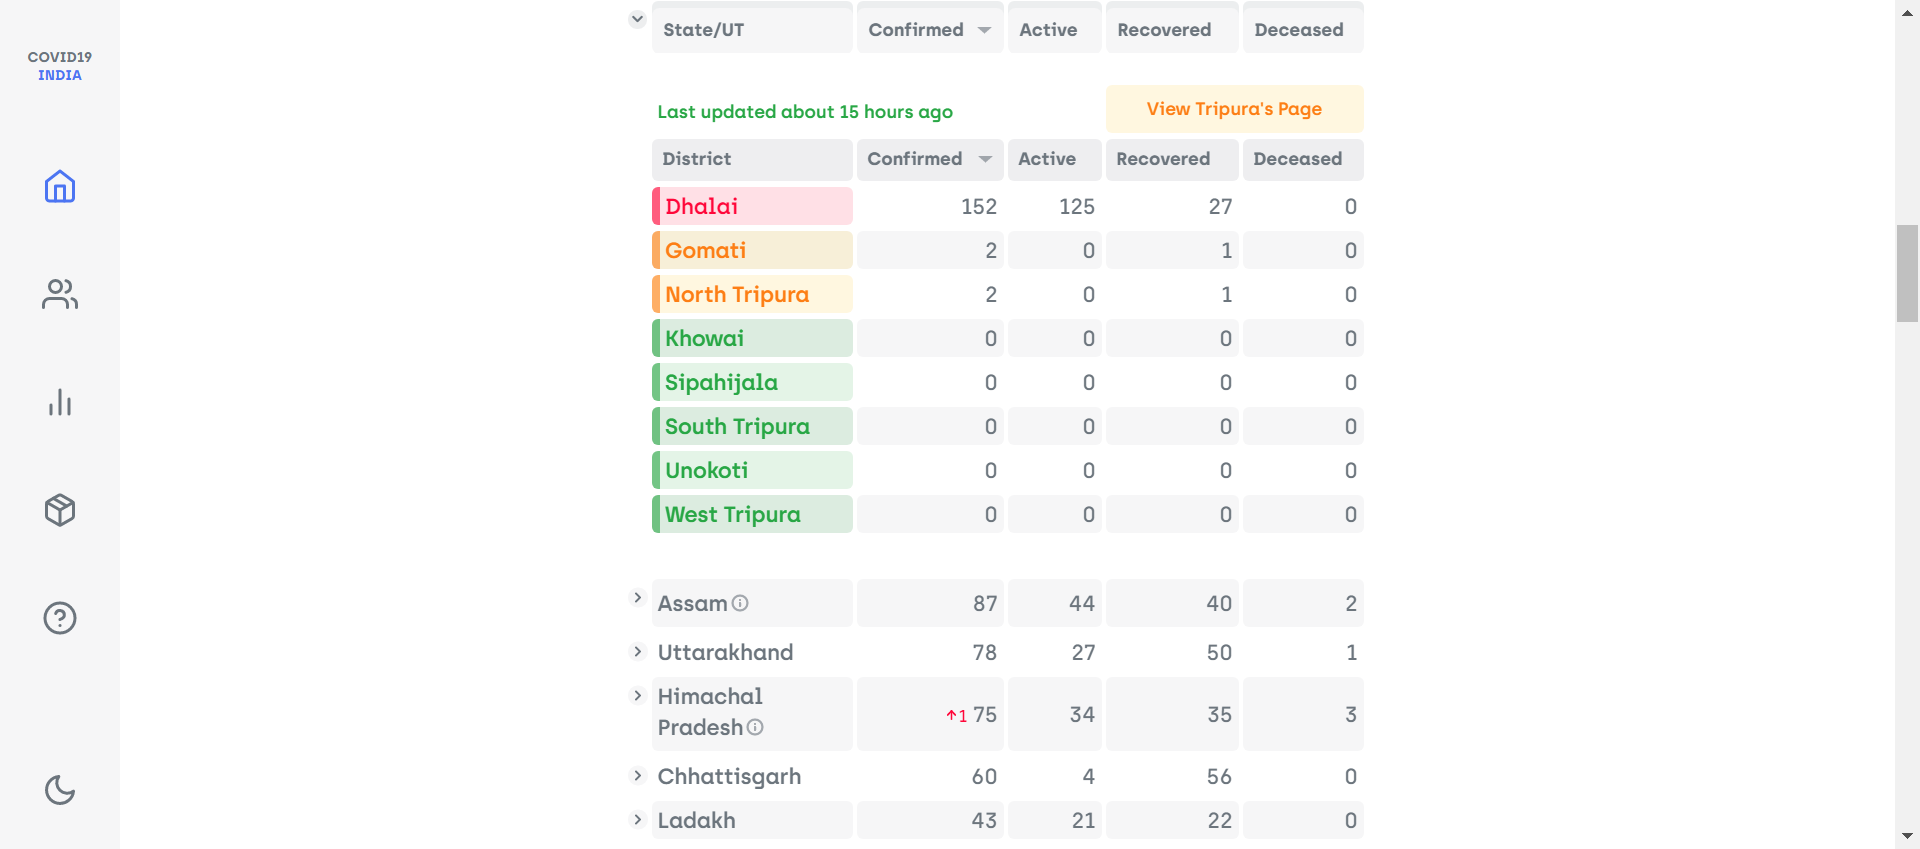 COVID19
INDIA
State/UT Confirmed Active Recovered Deceased
Last updated about 15 hours ago View Tripura's Page
District Confirmed Active Recovered Deceased
Dhalai 152 125 27 0
Gomati 2 0 1 0
North Tripura 2 0 1 0
Khowai 0 0 0 0
Sipahijala 0 0 0 0
South Tripura 0 0 0 0
Unokoti 0 0 0 0
West Tripura 0 0 0 0
Assam 87 44 40 2
Uttarakhand 78 27 50 1
Himachal
Pradesh ↑1 75 34 35 3
Chhattisgarh 60 4 56 0
Ladakh 43 21 22 0